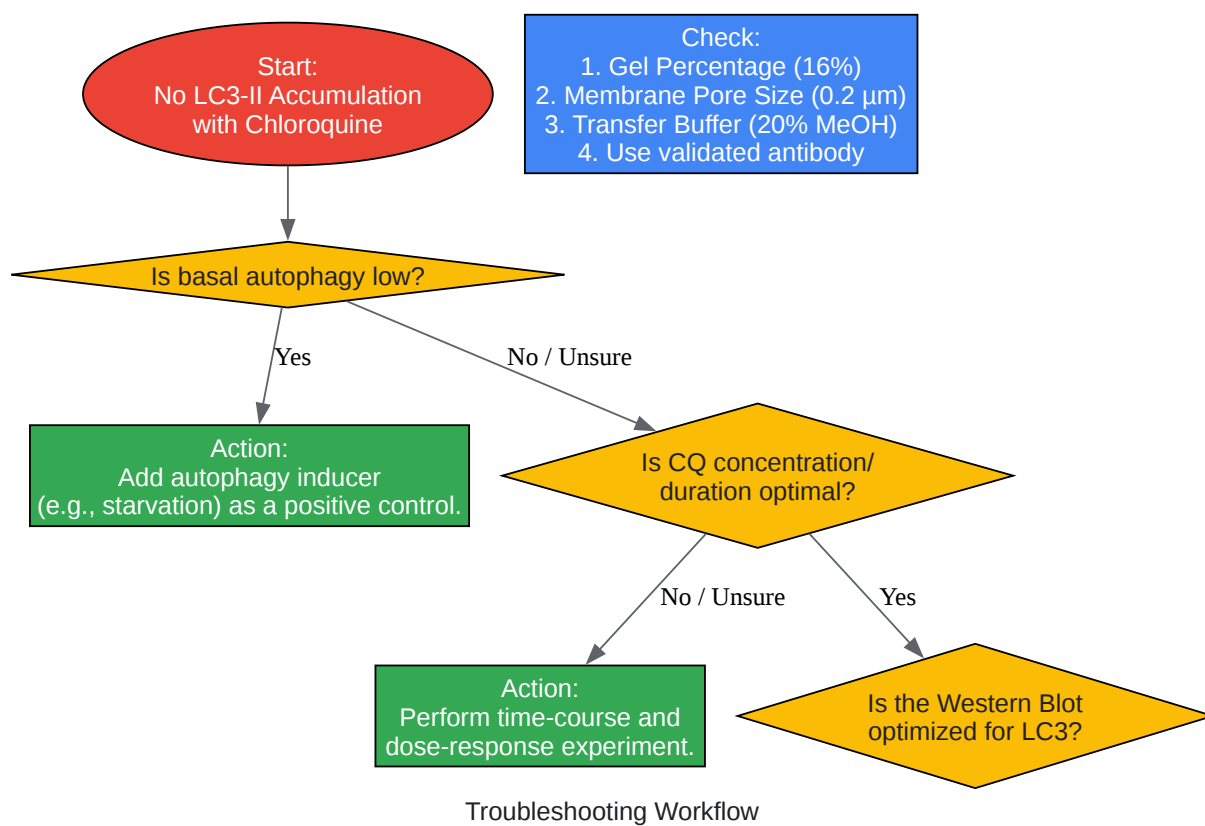 Start:
No LC3-II Accumulation
with Chloroquine
Check:
1. Gel Percentage (16%)
2. Membrane Pore Size (0.2 µm)
3. Transfer Buffer (20% MeOH)
4. Use validated antibody
Is basal autophagy low?
Yes
No / Unsure
Action:
Add autophagy inducer
(e.g., starvation) as a positive control.
Is CQ concentration/
duration optimal?
No / Unsure
Yes
Action:
Perform time-course and
dose-response experiment.
Is the Western Blot
optimized for LC3?
Troubleshooting Workflow